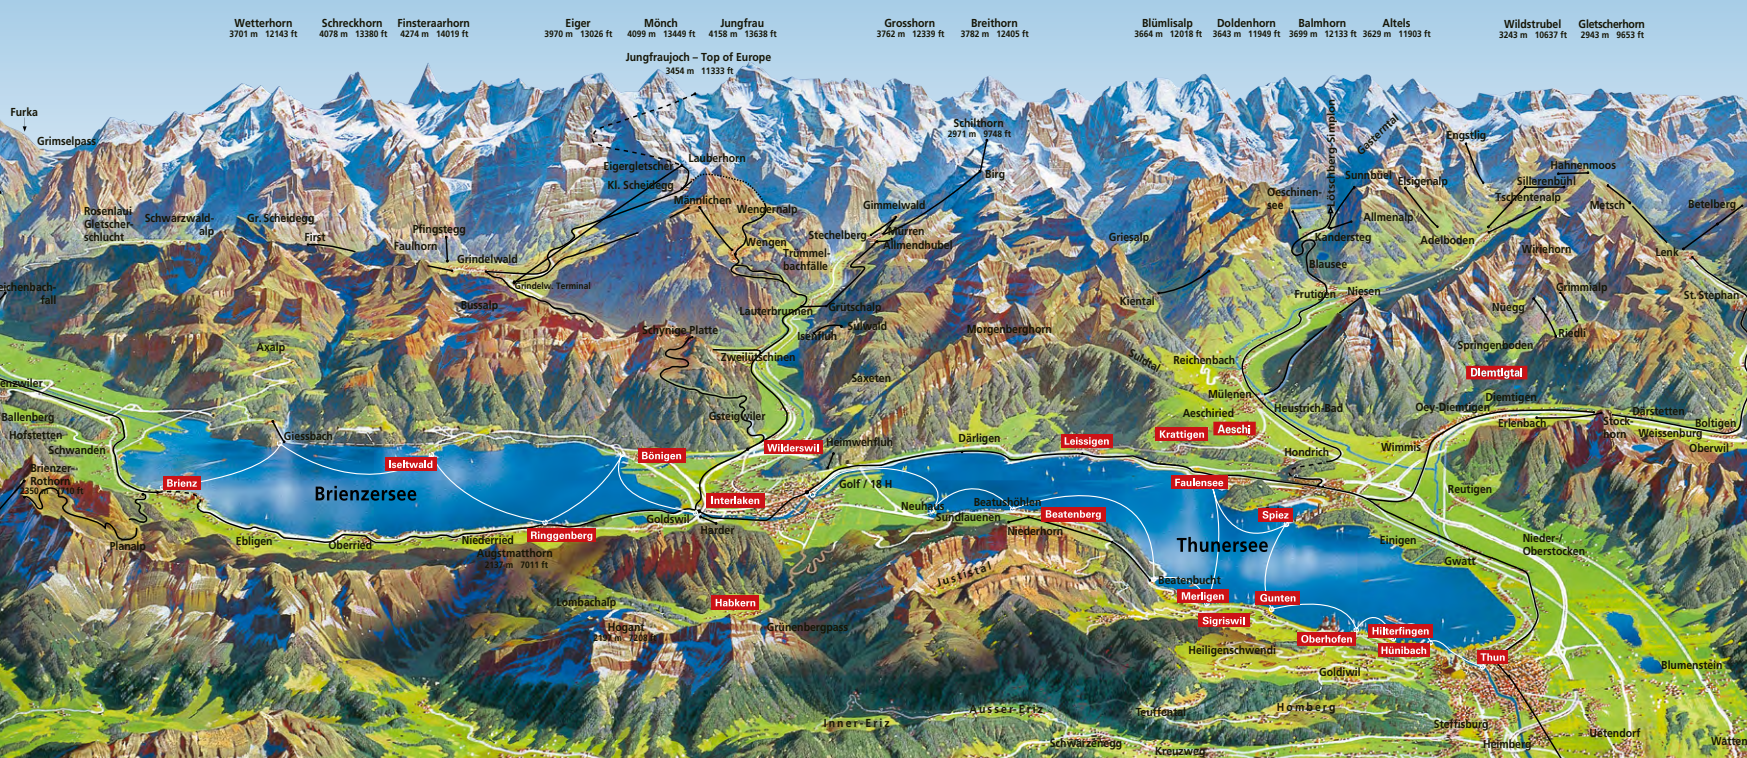 Wetterhorn
3701 m 12143 ft
Schreckhorn
4078 m 13380 ft
Finsteraarhorn
4274 m 14019 ft
Eiger
3970 m 13026 ft
Mönch
4099 m 13449 ft
Jungfrau
4158 m 13638 ft
Grosshorn
3762 m 12339 ft
Breithorn
3782 m 12405 ft
Blümlisalp
3664 m 12018 ft
Doldenhorn
3643 m 11949 ft
Balmhorn
3699 m 12133 ft
Altels
3629 m 11903 ft
Wildstrubel
3243 m 10637 ft
Gletscherhorn
2943 m 9653 ft
Jungfraujoch – Top of Europe
3454 m 11333 ft
Furka
Grimselpass
Schilthorn
2971 m 9748 ft
Birg
Lötschberg-Simplon
Gasterntal
Engstlig
Hahnenmoos
Eigergletscher
Lauberhorn
Kl. Scheidegg
Männlichen
Wengernalp
Sunnbüel
Elsigenalp
Sillerenbühl
Tschentenalp
Metsch
Betelberg
Oeschinen-
see
Rosenlaui
Gletscher-
schlucht
Schwarzwald-
alp
Gr. Scheidegg
First
Pfingstegg
Faulhorn
Grindelwald
Grindelw. Terminal
Bussalp
Gimmelwald
Stechelberg
Mürren
Allmendhubel
Wengen
Trümmel-
bachfälle
Griesalp
Allmenalp
Kandersteg
Adelboden
Blausee
Wiriehorn
Lenk
eichenbach-
fall
Kiental
Frutigen
Niesen
Grimmialp
Nüegg
St. Stephan
Lauterbrunnen
Grütschalp
Sulwald
Isenfluh
Schynige Platte
Morgenberghorn
Riedli
Springenboden
Axalp
Zweilütschinen
Suldtal
Reichenbach
Diemtigtal
enzwiler
Saxeten
Mülenen
Heustrich-Bad
Diemtigen
Oey-Diemtigen
Erlenbach
Stock-
horn
Därstetten
Weissenburg
Boltigen
Oberwil
Ballenberg
Hofstetten
Schwanden
Gsteigwiler
Aeschiried
Krattigen
Aeschi
Giessbach
Iseltwald
Bönigen
Wilderswil
Heimwehfluh
Därligen
Leissigen
Hondrich
Wimmis
Brienzer-
Rothorn
2350 m 7710 ft
Brienz
Brienzersee
Interlaken
Golf / 18 H
Faulensee
Reutigen
Goldswil
Harder
Neuhaus
Beatushöhlen
Sundlauenen
Beatenberg
Niederhorn
Spiez
Thunersee
Einigen
Nieder-/
Oberstocken
Gwatt
Planalp
Ebligen
Oberried
Niederried
Ringgenberg
Augstmatthorn
2137 m 7011 ft
Justistal
Beatenbucht
Merligen
Gunten
Lombachalp
Habkern
Hogant
2197 m 7208 ft
Grünenbergpass
Sigriswil
Oberhofen
Hilterfingen
Hünibach
Heiligenschwendi
Thun
Goldiwil
Blumenstein
Inner-Eriz
Ausser-Eriz
Teuffental
Homberg
Steffisburg
Schwarzenegg
Kreuzweg
Heimberg
Uetendorf
Watten